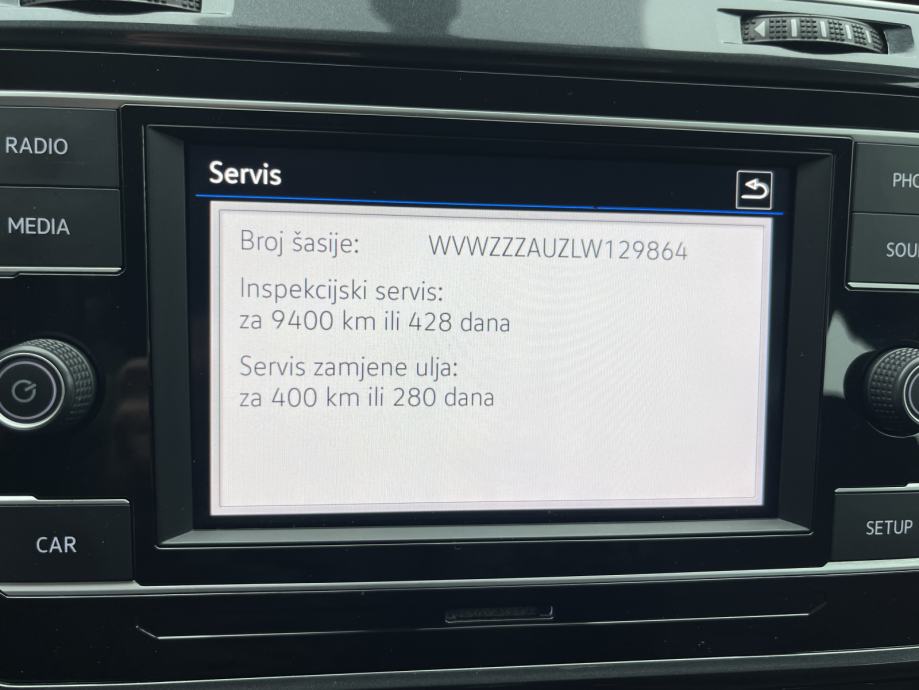 RADIO
MEDIA
CAR
Servis
Broj šasije: WVWZZZAUZLW129864
Inspekcijski servis:
za 9400 km ili 428 dana
Servis zamjene ulja:
za 400 km ili 280 dana
PHO
SOU
SETUP